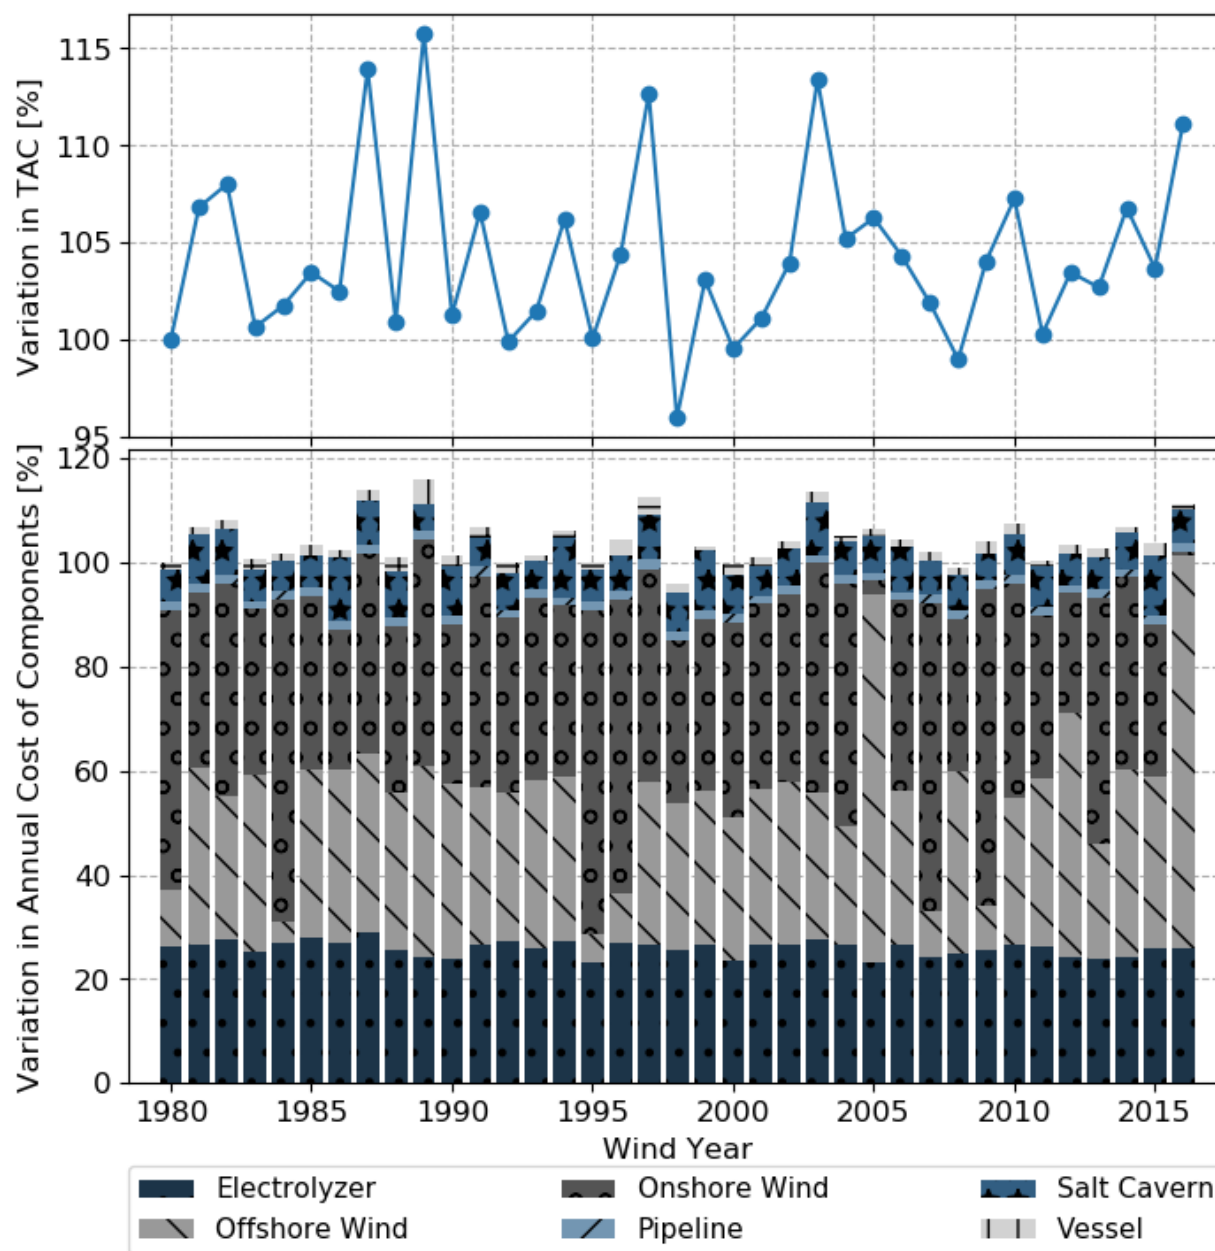 Variation in TAC [%]
115
110
105
100
95
Variation in Annual Cost of Components [%]
120
100
80
60
40
20
0
1980 1985 1990 1995 2000 2005 2010 2015
Wind Year
Electrolyzer Onshore Wind Salt Cavern
Offshore Wind Pipeline Vessel